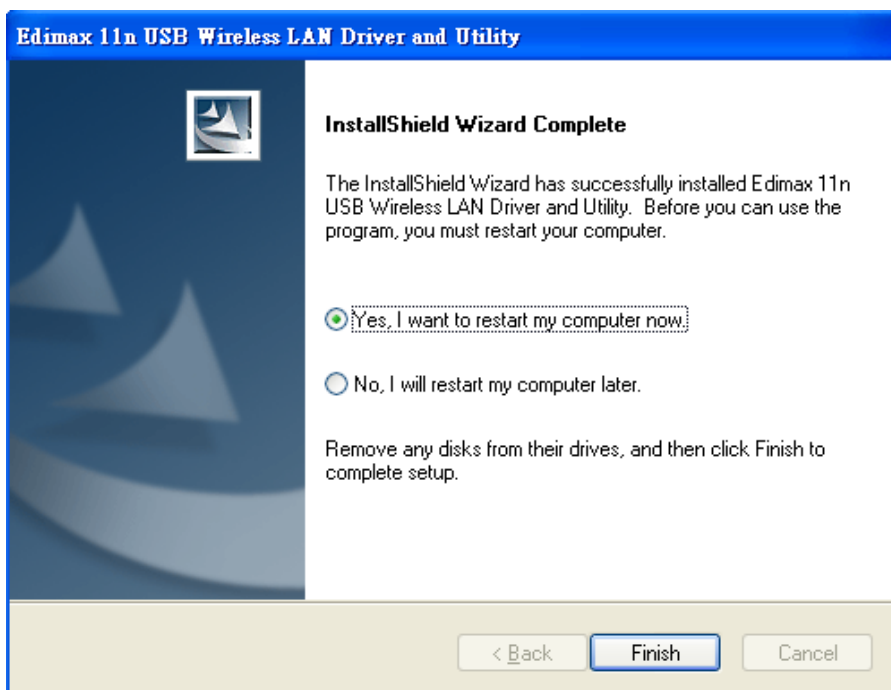 Edimax 11n USB Wireless LAN Driver and Utility
InstallShield Wizard Complete
The InstallShield Wizard has successfully installed Edimax 11n
USB Wireless LAN Driver and Utility. Before you can use the
program, you must restart your computer.
Yes, I want to restart my computer now.
No, I will restart my computer later.
Remove any disks from their drives, and then click Finish to
complete setup.
< Back Finish Cancel